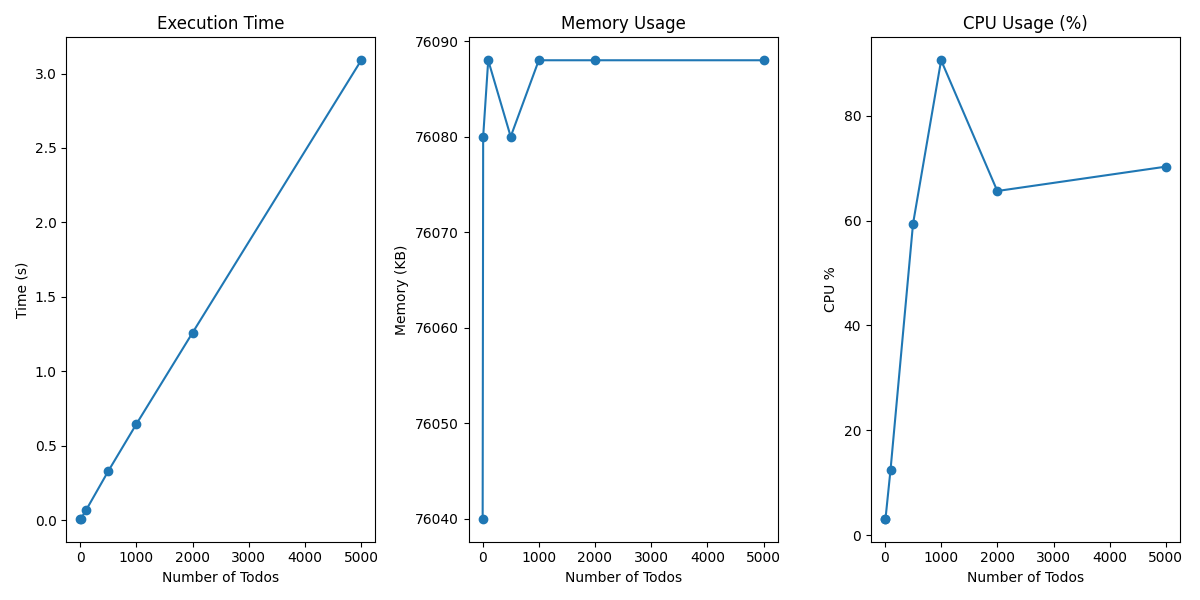 Execution Time
Time (s)
3.0
2.5
2.0
1.5
1.0
0.5
0.0
0 1000 2000 3000 4000 5000
Number of Todos
Memory Usage
Memory (KB)
76090
76080
76070
76060
76050
76040
0 1000 2000 3000 4000 5000
Number of Todos
CPU Usage (%)
CPU %
80
60
40
20
0
0 1000 2000 3000 4000 5000
Number of Todos